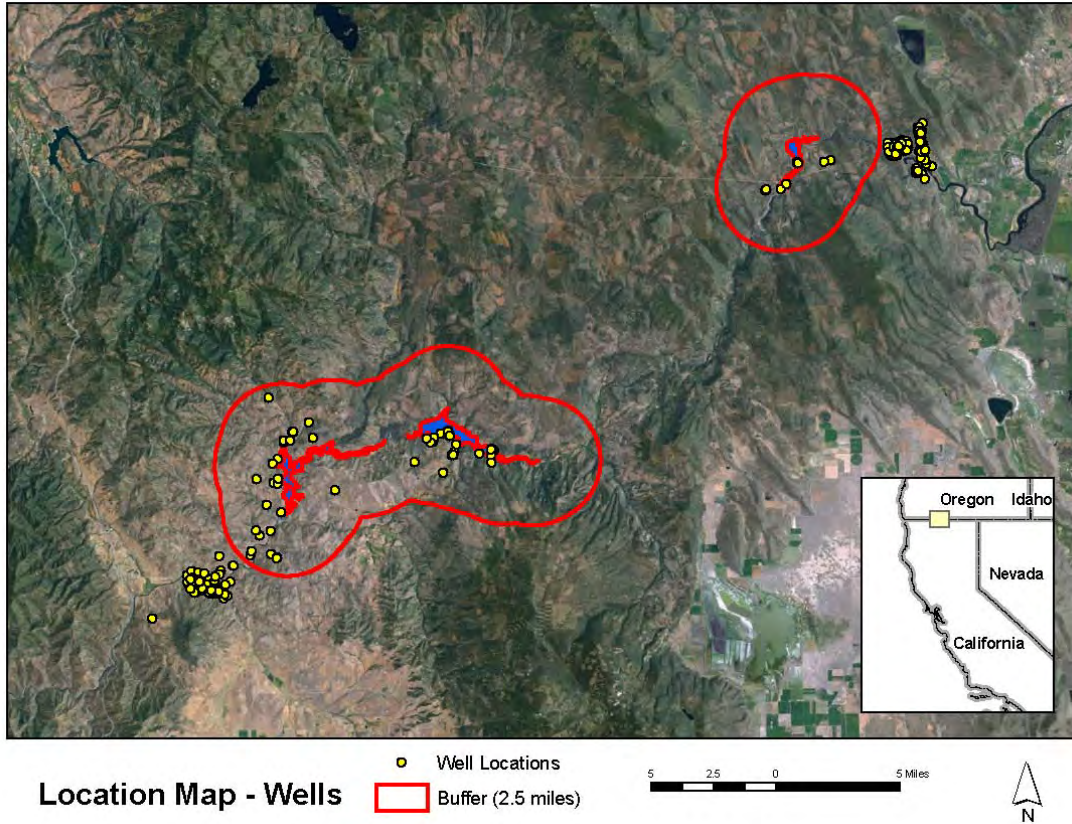 Oregon Idaho
Nevada
California
Well Locations
Buffer (2.5 miles)
Location Map - Wells
5 2.5 0 5 Miles
N